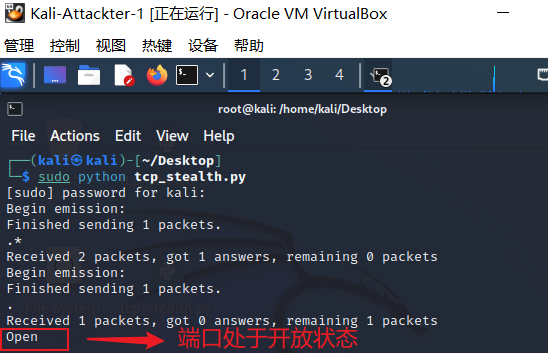 Kali-Attackter-1 [正在运行] - Oracle VM VirtualBox
管理 控制 视图 热键 设备 帮助
1 2 3 4 2
root@kali: /home/kali/Desktop
File Actions Edit View Help
┌──(kali㉿kali)-[~/Desktop]
└─$ sudo python tcp_stealth.py
[sudo] password for kali:
Begin emission:
Finished sending 1 packets.
.*
Received 2 packets, got 1 answers, remaining 0 packets
Begin emission:
Finished sending 1 packets.
.
Received 1 packets, got 0 answers, remaining 1 packets
Open 端口处于开放状态